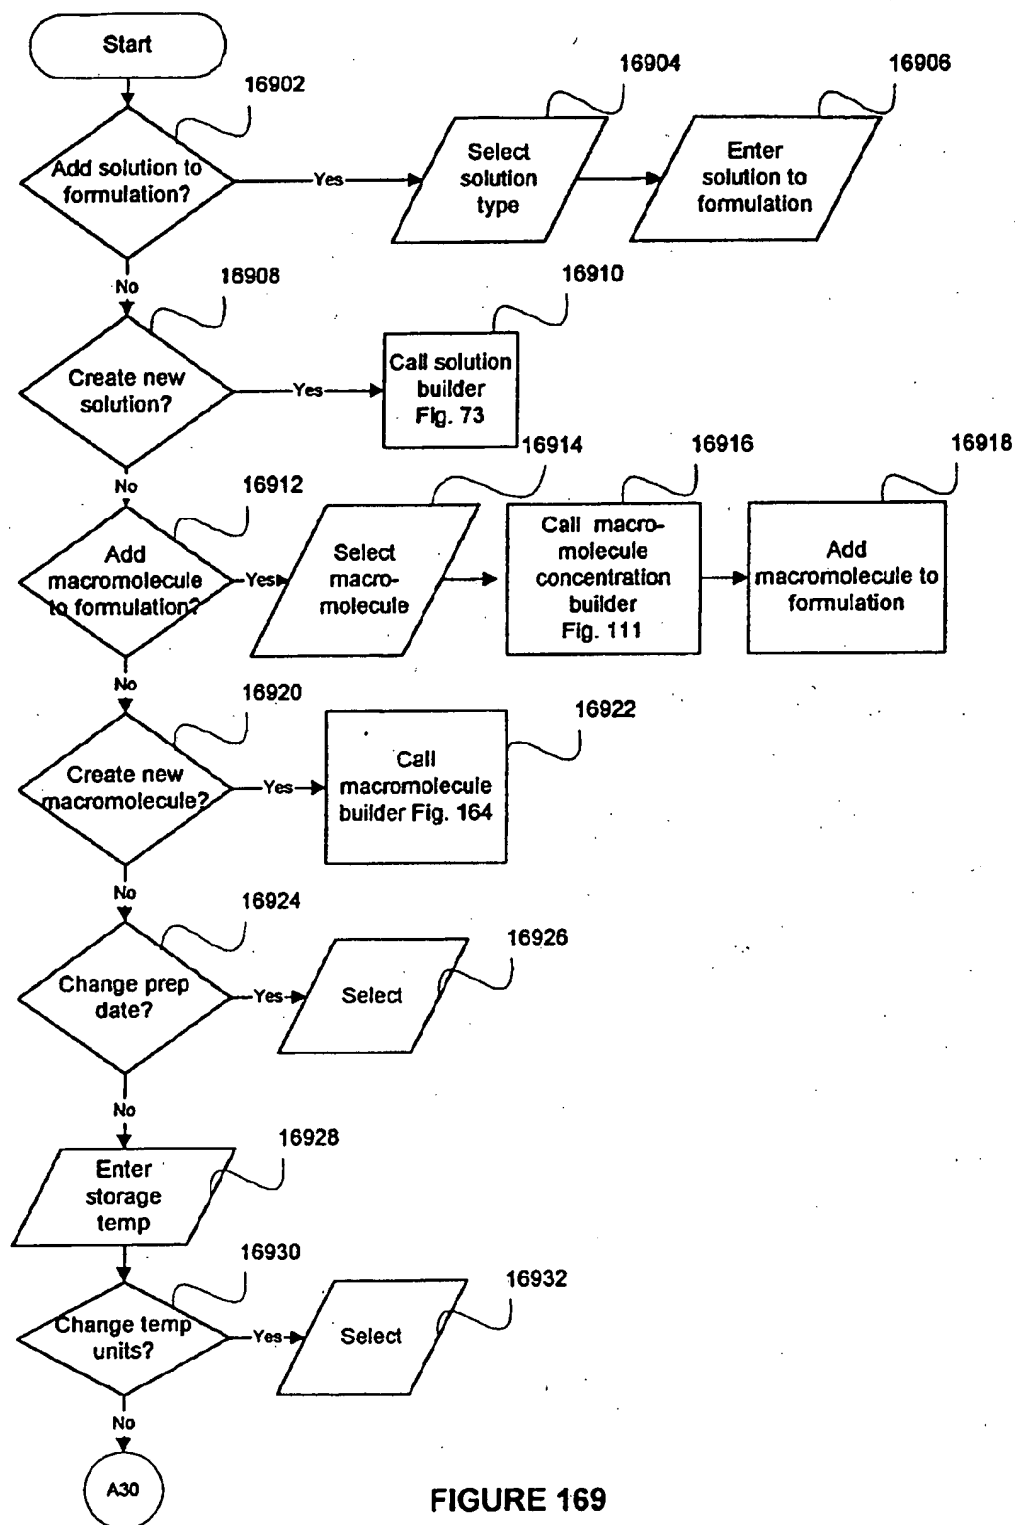 Start
16902
16904
16906
Add solution to
formulation?
Yes
Select
solution
type
Enter
solution to
formulation
No
16908
16910
Create new
solution?
Yes
Call solution
builder
Fig. 73
No
16912
16914
16916
16918
Add
macromolecule
to formulation?
Yes
Select
macro-
molecule
Call macro-
molecule
concentration
builder
Fig. 111
Add
macromolecule to
formulation
No
16920
16922
Create new
macromolecule?
Yes
Call
macromolecule
builder Fig. 164
No
16924
16926
Change prep
date?
Yes
Select
No
16928
Enter
storage
temp
16930
16932
Change temp
units?
Yes
Select
No
A30
FIGURE 169